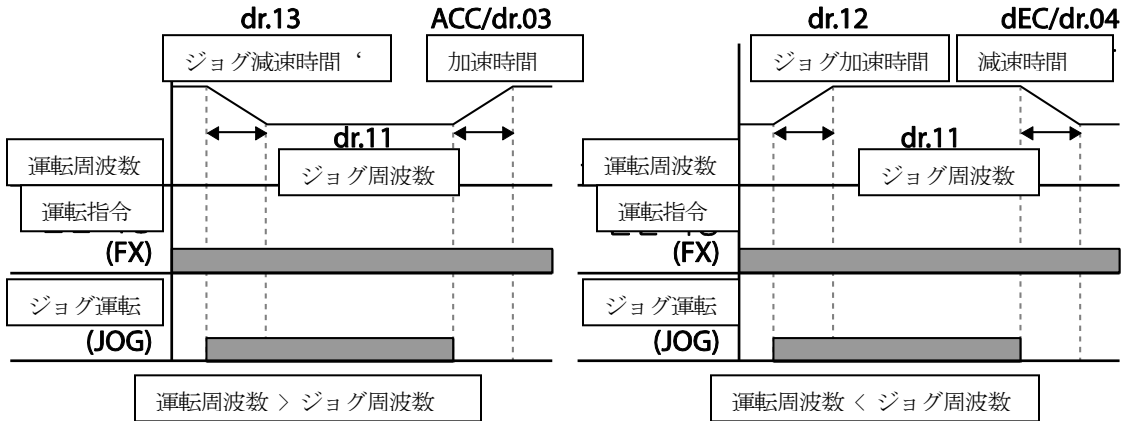 dr.13
ACC/dr.03
ジョグ減速時間 ‘
加速時間
dr.11
ジョグ周波数
運転周波数
運転指令
(FX)
ジョグ運転
(JOG)
運転周波数 > ジョグ周波数
dr.12
dEC/dr.04
ジョグ加速時間
減速時間
dr.11
ジョグ周波数
運転周波数
運転指令
(FX)
ジョグ運転
(JOG)
運転周波数 < ジョグ周波数